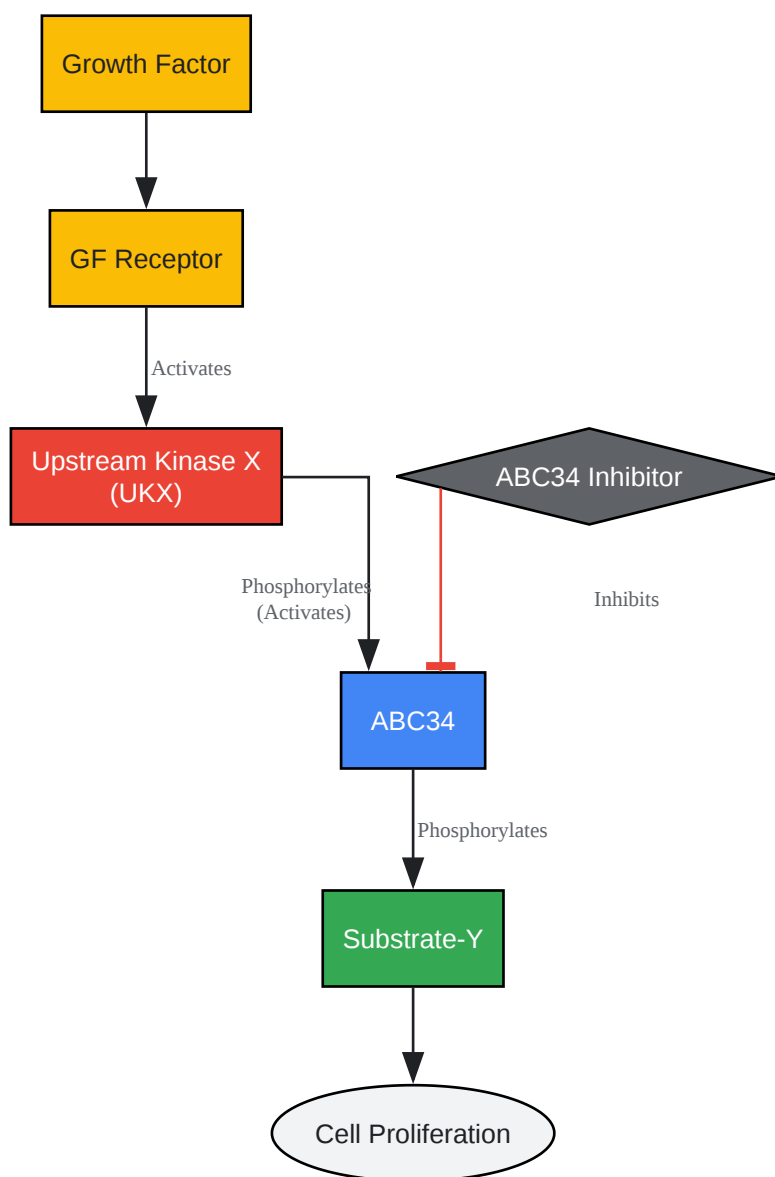 Growth Factor
GF Receptor
Activates
Upstream Kinase X
(UKX)
ABC34 Inhibitor
Phosphorylates
(Activates)
Inhibits
ABC34
Phosphorylates
Substrate-Y
Cell Proliferation